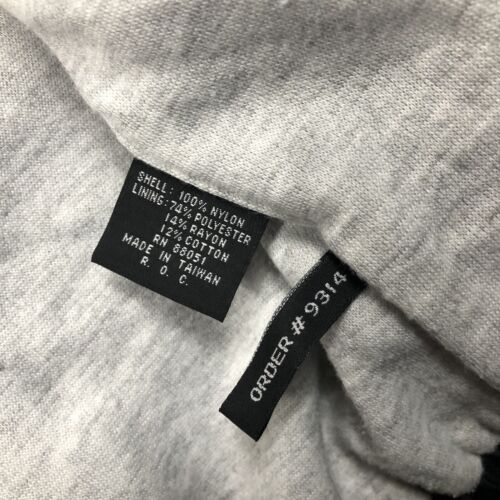 SHELL: 100% NYLON
LINING: 74% POLYESTER
14% RAYON
12% COTTON
RN 88051
MADE IN TAIWAN
R. O. C.
ORDER # 9314